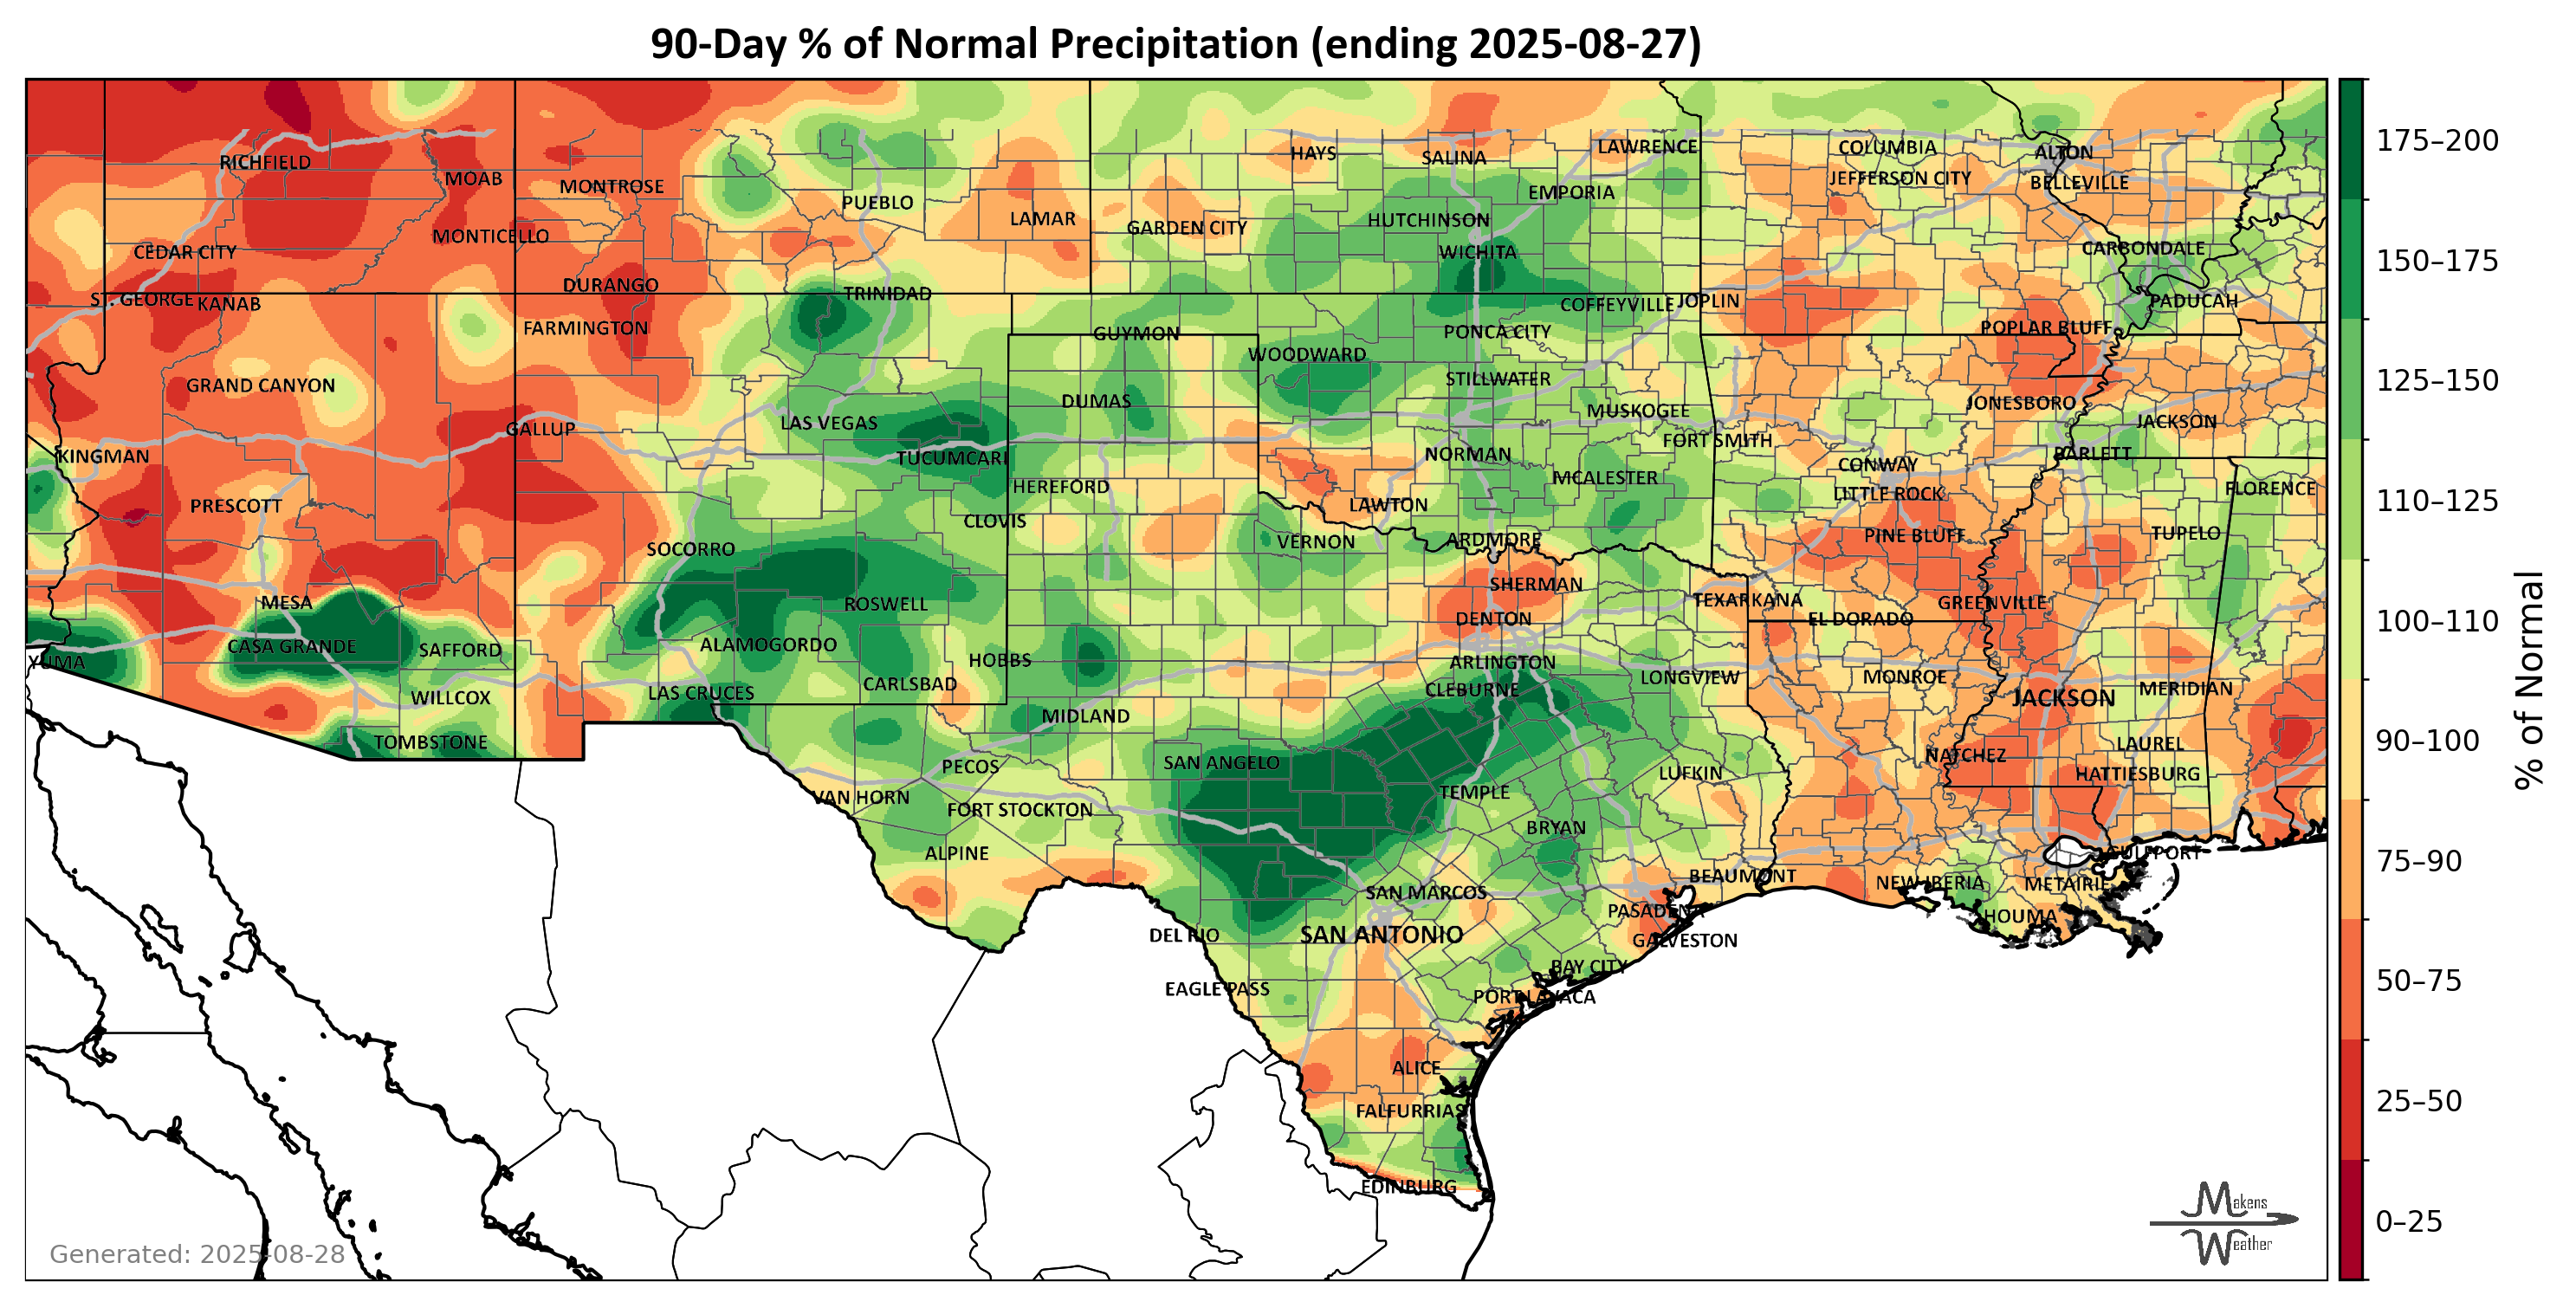 90-Day % of Normal Precipitation (ending 2025-08-27)
RICHFIELD
MOAB
MONTROSE
PUEBLO
LAMAR
HAYS
SALINA
LAWRENCE
EMPORIA
COLUMBIA
JEFFERSON CITY
ALTON
BELLEVILLE
CEDAR CITY
MONTICELLO
GARDEN CITY
HUTCHINSON
WICHITA
CARBONDALE
ST. GEORGE
KANAB
DURANGO
TRINIDAD
COFFEYVILLE
JOPLIN
PADUCAH
FARMINGTON
GUYMON
PONCA CITY
POPLAR BLUFF
WOODWARD
GRAND CANYON
STILLWATER
DUMAS
MUSKOGEE
JONESBORO
JACKSON
GALLUP
LAS VEGAS
FORT SMITH
KINGMAN
TUCUMCARI
NORMAN
CONWAY
BARLETT
PRESCOTT
HEREFORD
MCALESTER
LITTLE ROCK
FLORENCE
CLOVIS
LAWTON
SOCORRO
VERNON
ARDMORE
PINE BLUFF
TUPELO
MESA
ROSWELL
SHERMAN
DENTON
TEXARKANA
EL DORADO
GREENVILLE
CASA GRANDE
SAFFORD
ALAMOGORDO
YUMA
HOBBS
ARLINGTON
WILLCOX
LAS CRUCES
CARLSBAD
CLEBURNE
LONGVIEW
MONROE
JACKSON
MERIDIAN
MIDLAND
TOMBSTONE
PECOS
SAN ANGELO
NATCHEZ
LAUREL
VAN HORN
FORT STOCKTON
TEMPLE
LUFKIN
HATTIESBURG
ALPINE
BRYAN
GULFPORT
SAN MARCOS
BEAUMONT
NEW IBERIA
METAIRIE
DEL RIO
SAN ANTONIO
PASADENA
GALVESTON
HOUMA
EAGLE PASS
BAY CITY
PORT LAVACA
ALICE
FALFURRIAS
EDINBURG
175–200
150–175
125–150
110–125
100–110
90–100
75–90
50–75
25–50
0–25
% of Normal
Makens
Weather
Generated: 2025-08-28